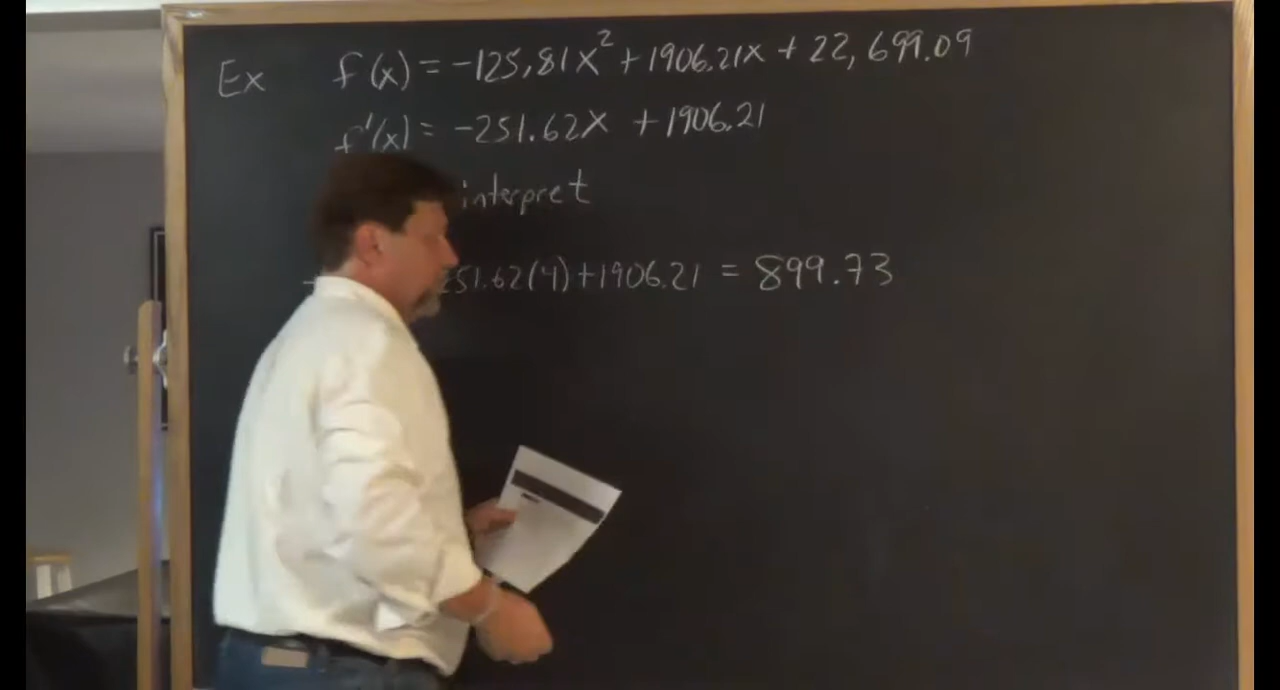 Ex f(x) = -125,81x² + 1906.21x + 22,699.09
f'(x) = -251.62x + 1906.21
interpret
251.62(4) + 1906.21 = 899.73